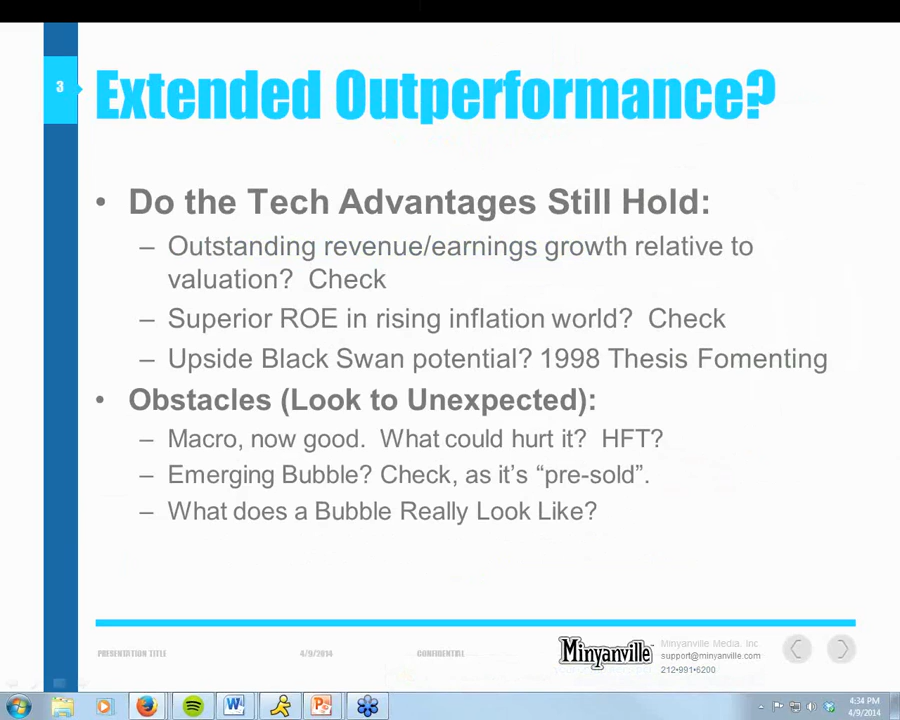 3
Extended Outperformance?
• Do the Tech Advantages Still Hold:
– Outstanding revenue/earnings growth relative to
valuation? Check
– Superior ROE in rising inflation world? Check
– Upside Black Swan potential? 1998 Thesis Fomenting
• Obstacles (Look to Unexpected):
– Macro, now good. What could hurt it? HFT?
– Emerging Bubble? Check, as it's “pre-sold”.
– What does a Bubble Really Look Like?
PRESENTATION TITLE
4/9/2014
CONFIDENTIAL
Minyanville
Minyanville Media, Inc
support@minyanville.com
212•991•6200
4:34 PM
4/9/2014